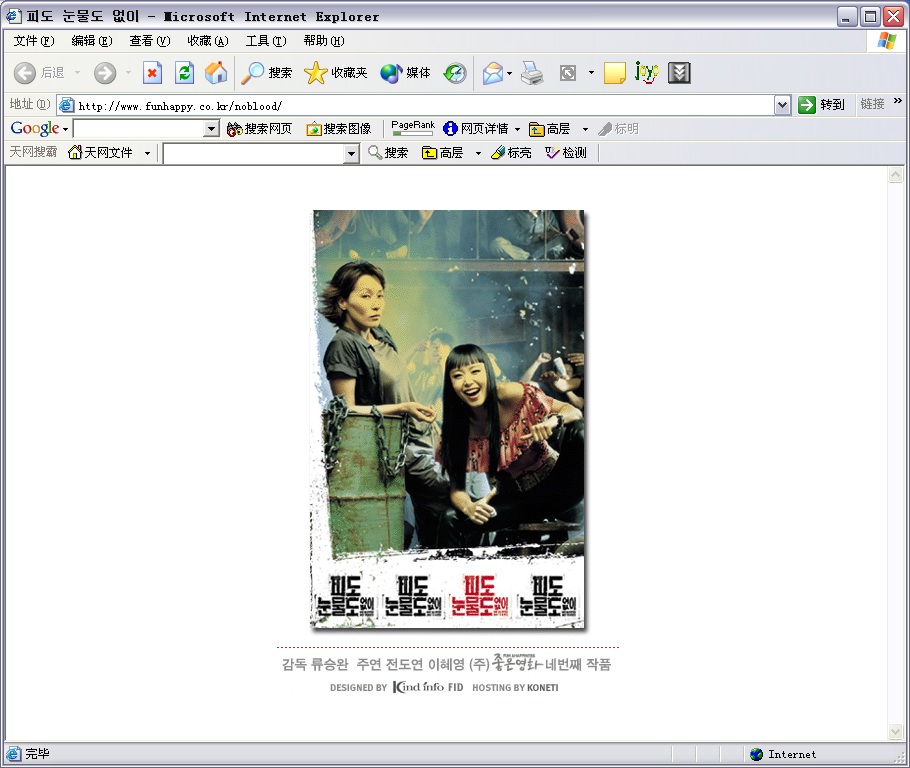 피도 눈물도 없이 - Microsoft Internet Explorer
文件(F) 编辑(E) 查看(V) 收藏(A) 工具(T) 帮助(H)
后退 搜索 收藏夹 媒体 joy
地址(D) http://www.funhappy.co.kr/noblood/ 转到 链接 »
Google 搜索网页 搜索图像 PageRank 网页详情 高层 标明
天网搜霸 天网文件 搜索 高层 标亮 检测
피도 눈물도 없이 피도 눈물도 없이 피도 눈물도 없이 피도 눈물도 없이
감독 류승완 주연 전도연 이혜영 (주)좋은영화 네번째 작품
DESIGNED BY Kind info FID HOSTING BY KONETI
完毕 Internet